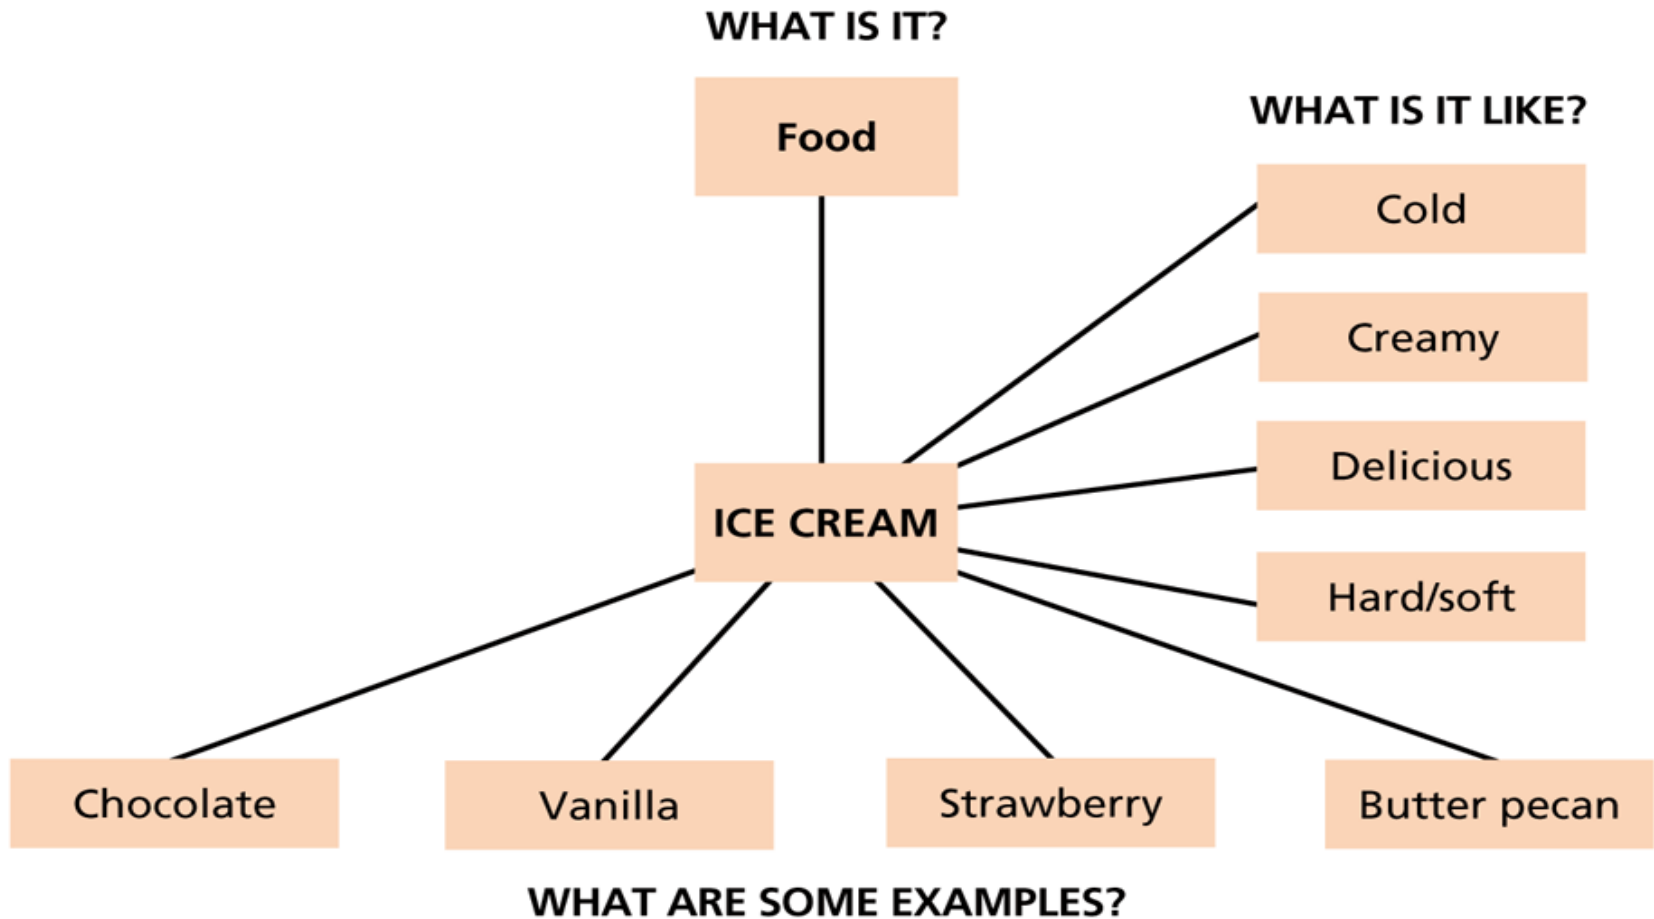 WHAT IS IT?
Food
WHAT IS IT LIKE?
Cold
Creamy
Delicious
Hard/soft
ICE CREAM
Chocolate
Vanilla
Strawberry
Butter pecan
WHAT ARE SOME EXAMPLES?